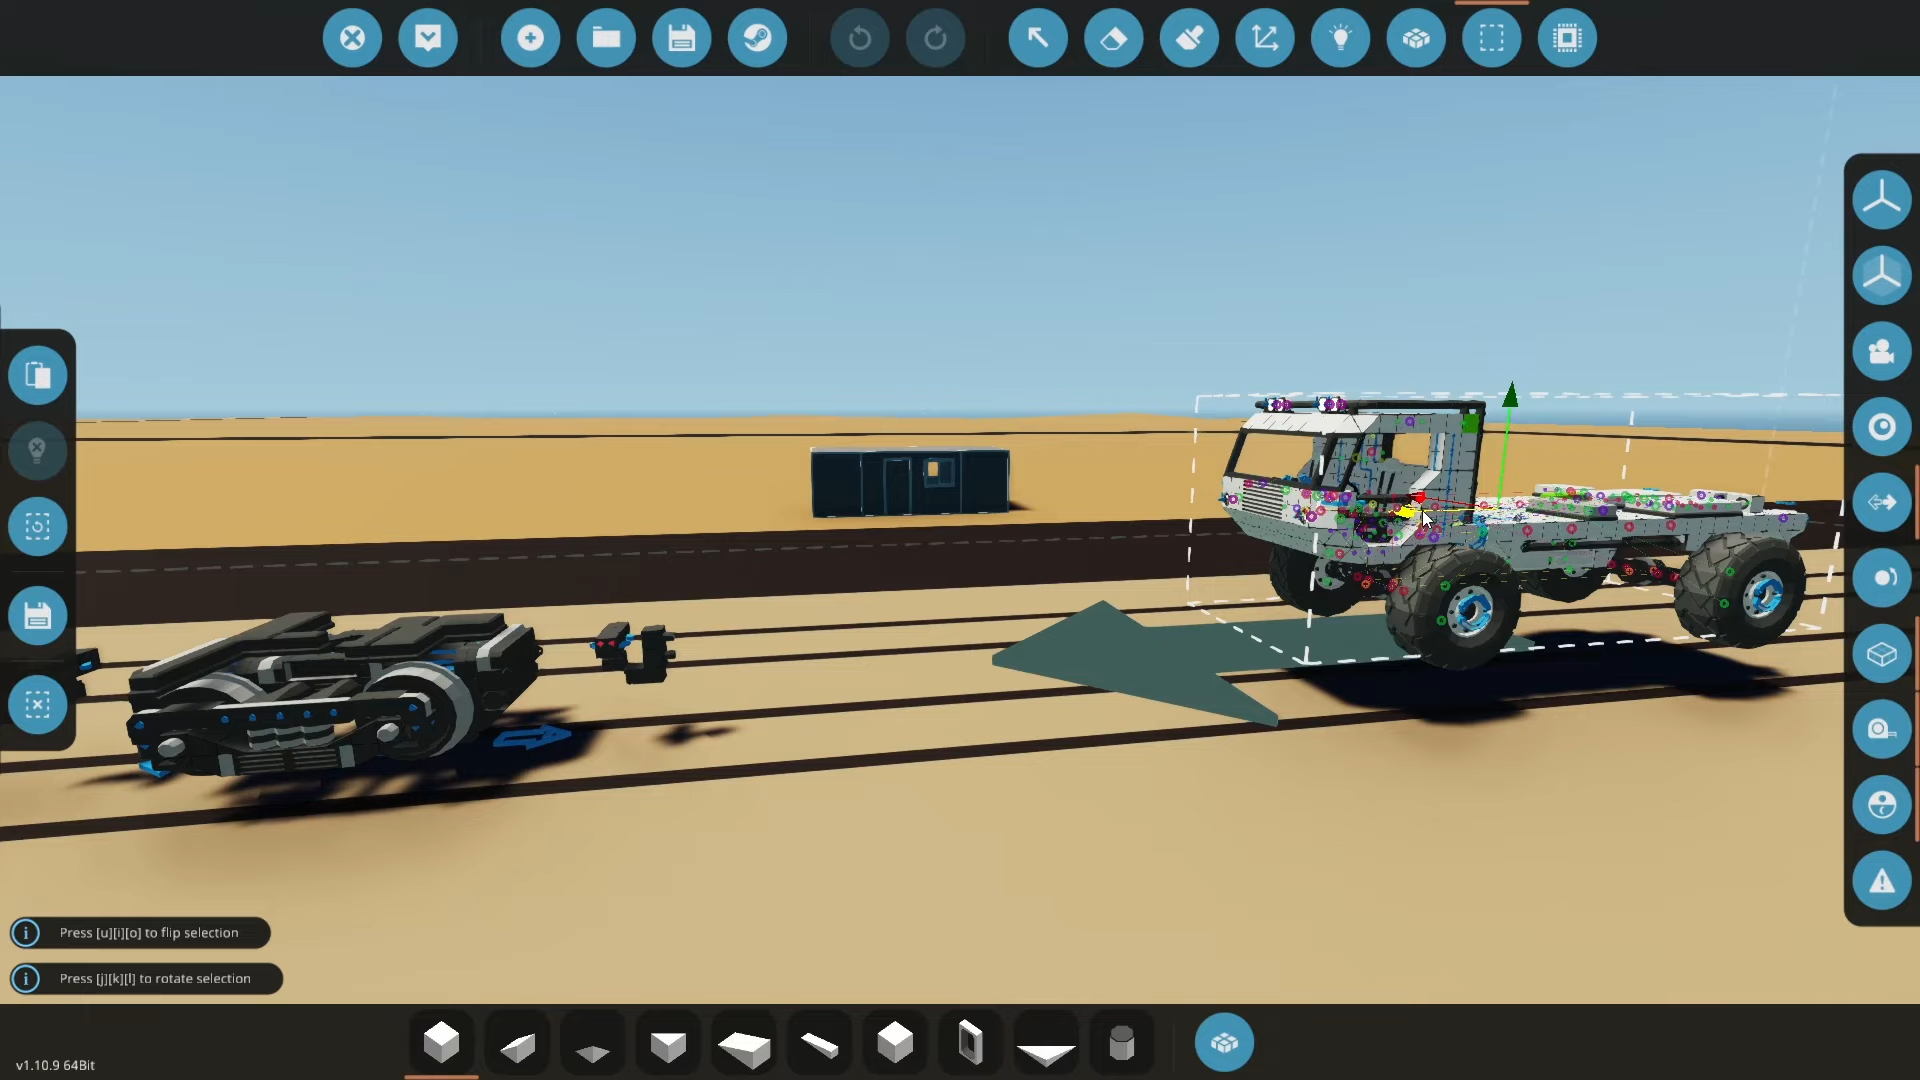 Press [u][i][o] to flip selection
Press [j][k][l] to rotate selection
v1.10.9 64Bit